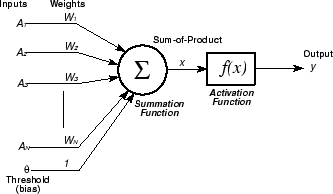 Inputs Weights
A1 W1
Sum-of-Product
A2 W2
Output
A3 W3
Σ x f(x) y
Summation
Function
Activation
Function
AN WN
θ 1
Threshold
(bias)